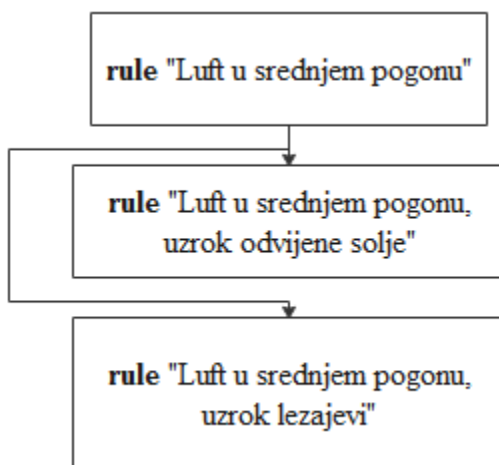 rule "Luft u srednjem pogonu"
rule "Luft u srednjem pogonu,
uzrok odvijene solje"
rule "Luft u srednjem pogonu,
uzrok lezajevi"